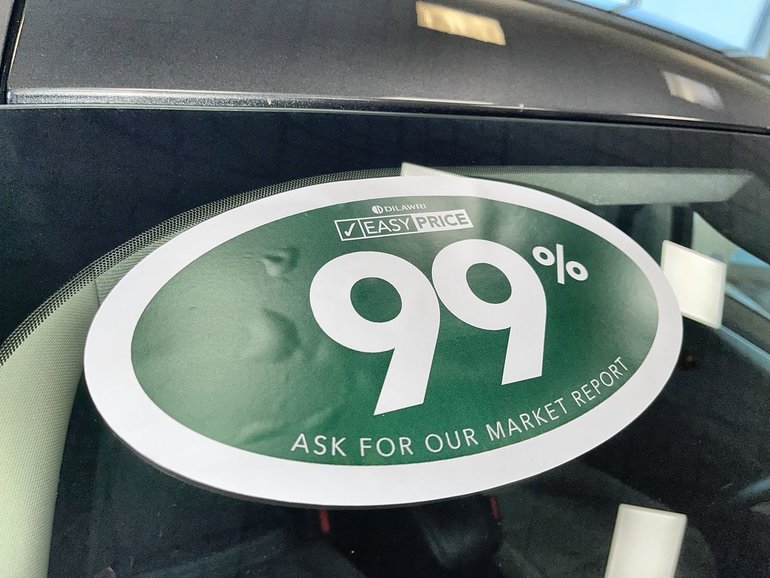 DILAWRI
✓ EASY PRICE
99%
ASK FOR OUR MARKET REPORT